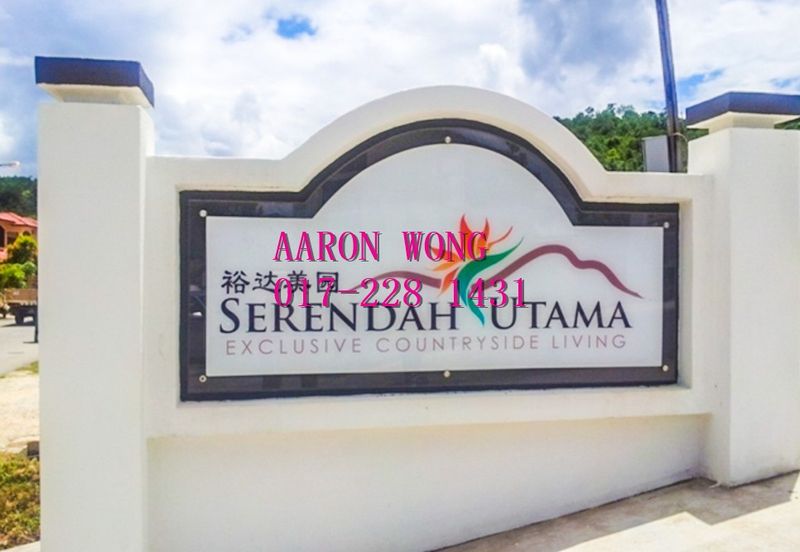 AARON WONG
裕达美园
017-228 1431
SERENDAH UTAMA
EXCLUSIVE COUNTRYSIDE LIVING